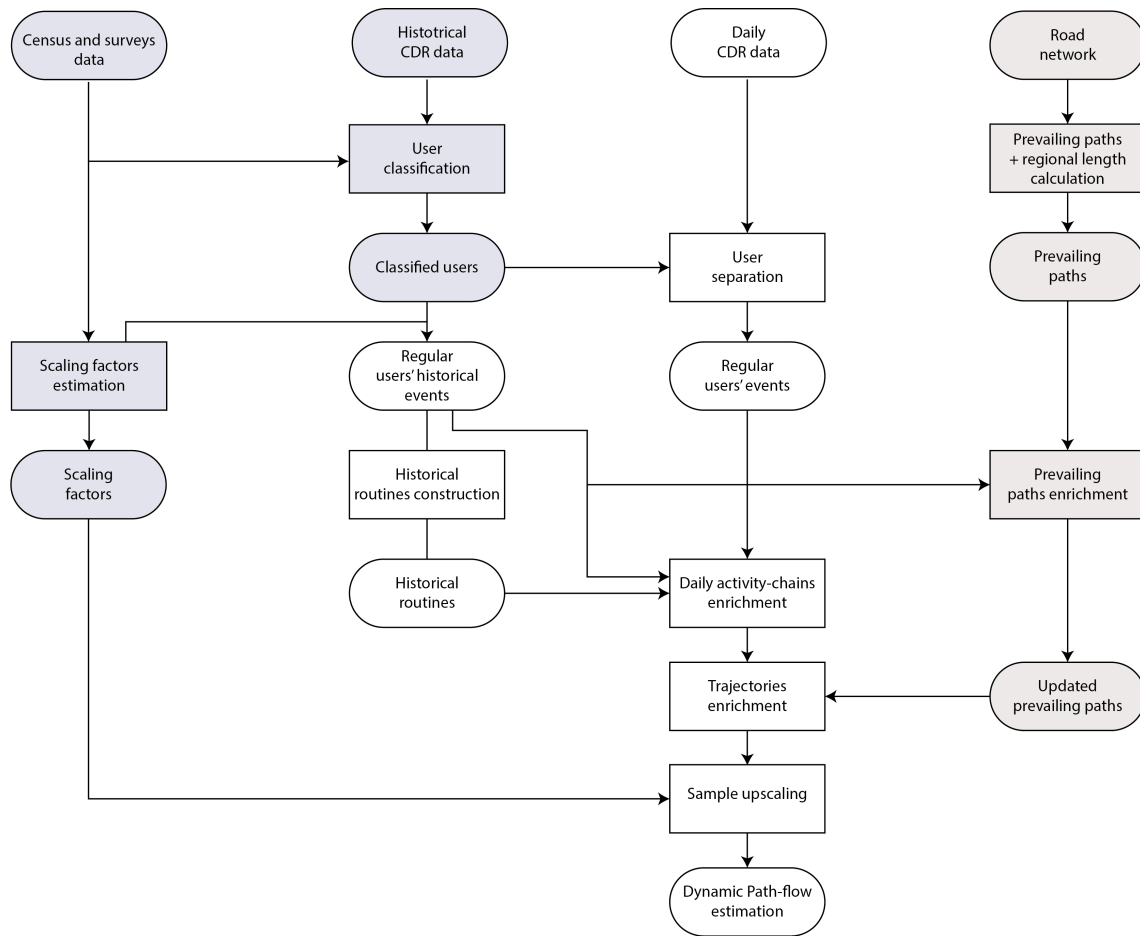 Census and surveys
data
Histotrical
CDR data
Daily
CDR data
Road
network
User
classification
Prevailing paths
+ regional length
calculation
Classified users
User
separation
Prevailing
paths
Scaling factors
estimation
Regular
users' historical
events
Regular
users' events
Scaling
factors
Historical
routines construction
Prevailing
paths enrichment
Historical
routines
Daily activity-chains
enrichment
Trajectories
enrichment
Updated
prevailing paths
Sample upscaling
Dynamic Path-flow
estimation